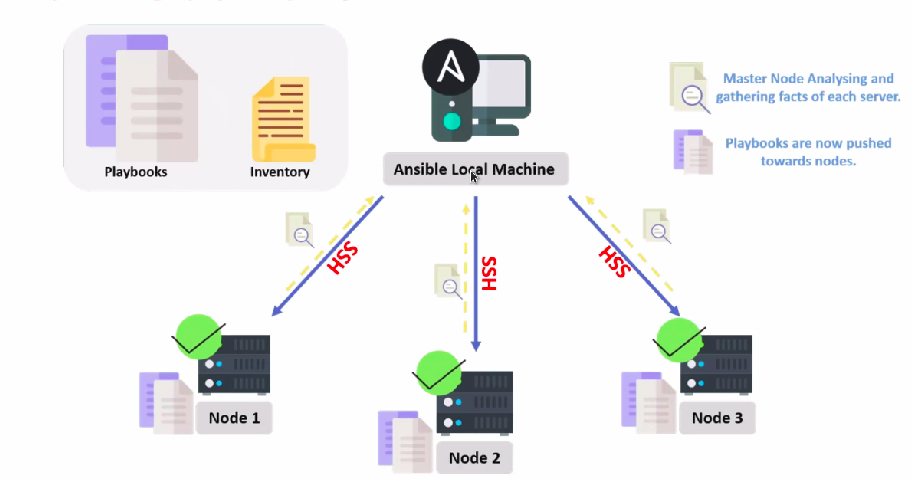 Playbooks
Inventory
Ansible Local Machine
Master Node Analysing and
gathering facts of each server.
Playbooks are now pushed
towards nodes.
SSH
SSH
SSH
Node 1
Node 2
Node 3